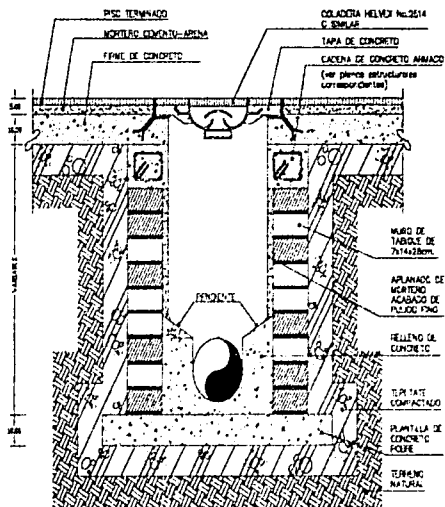 PISO TERMINADO
MORTERO CEMENTO-ARENA
FIRME DE CONCRETO
COLADERA HELVEX No.2514
O SIMILAR
TAPA DE CONCRETO
CADENA DE CONCRETO ARMADO
(ver planos estructurales
correspondientes)
VARIABLE
PENDIENTE
MURO DE
TABIQUE DE
7x14x28cm.
APLANADO DE
MORTERO
ACABADO DE
PULIDO FINO
RELLENO DE
CONCRETO
TEPETATE
COMPACTADO
PLANTILLA DE
CONCRETO
POBRE
TERRENO
NATURAL